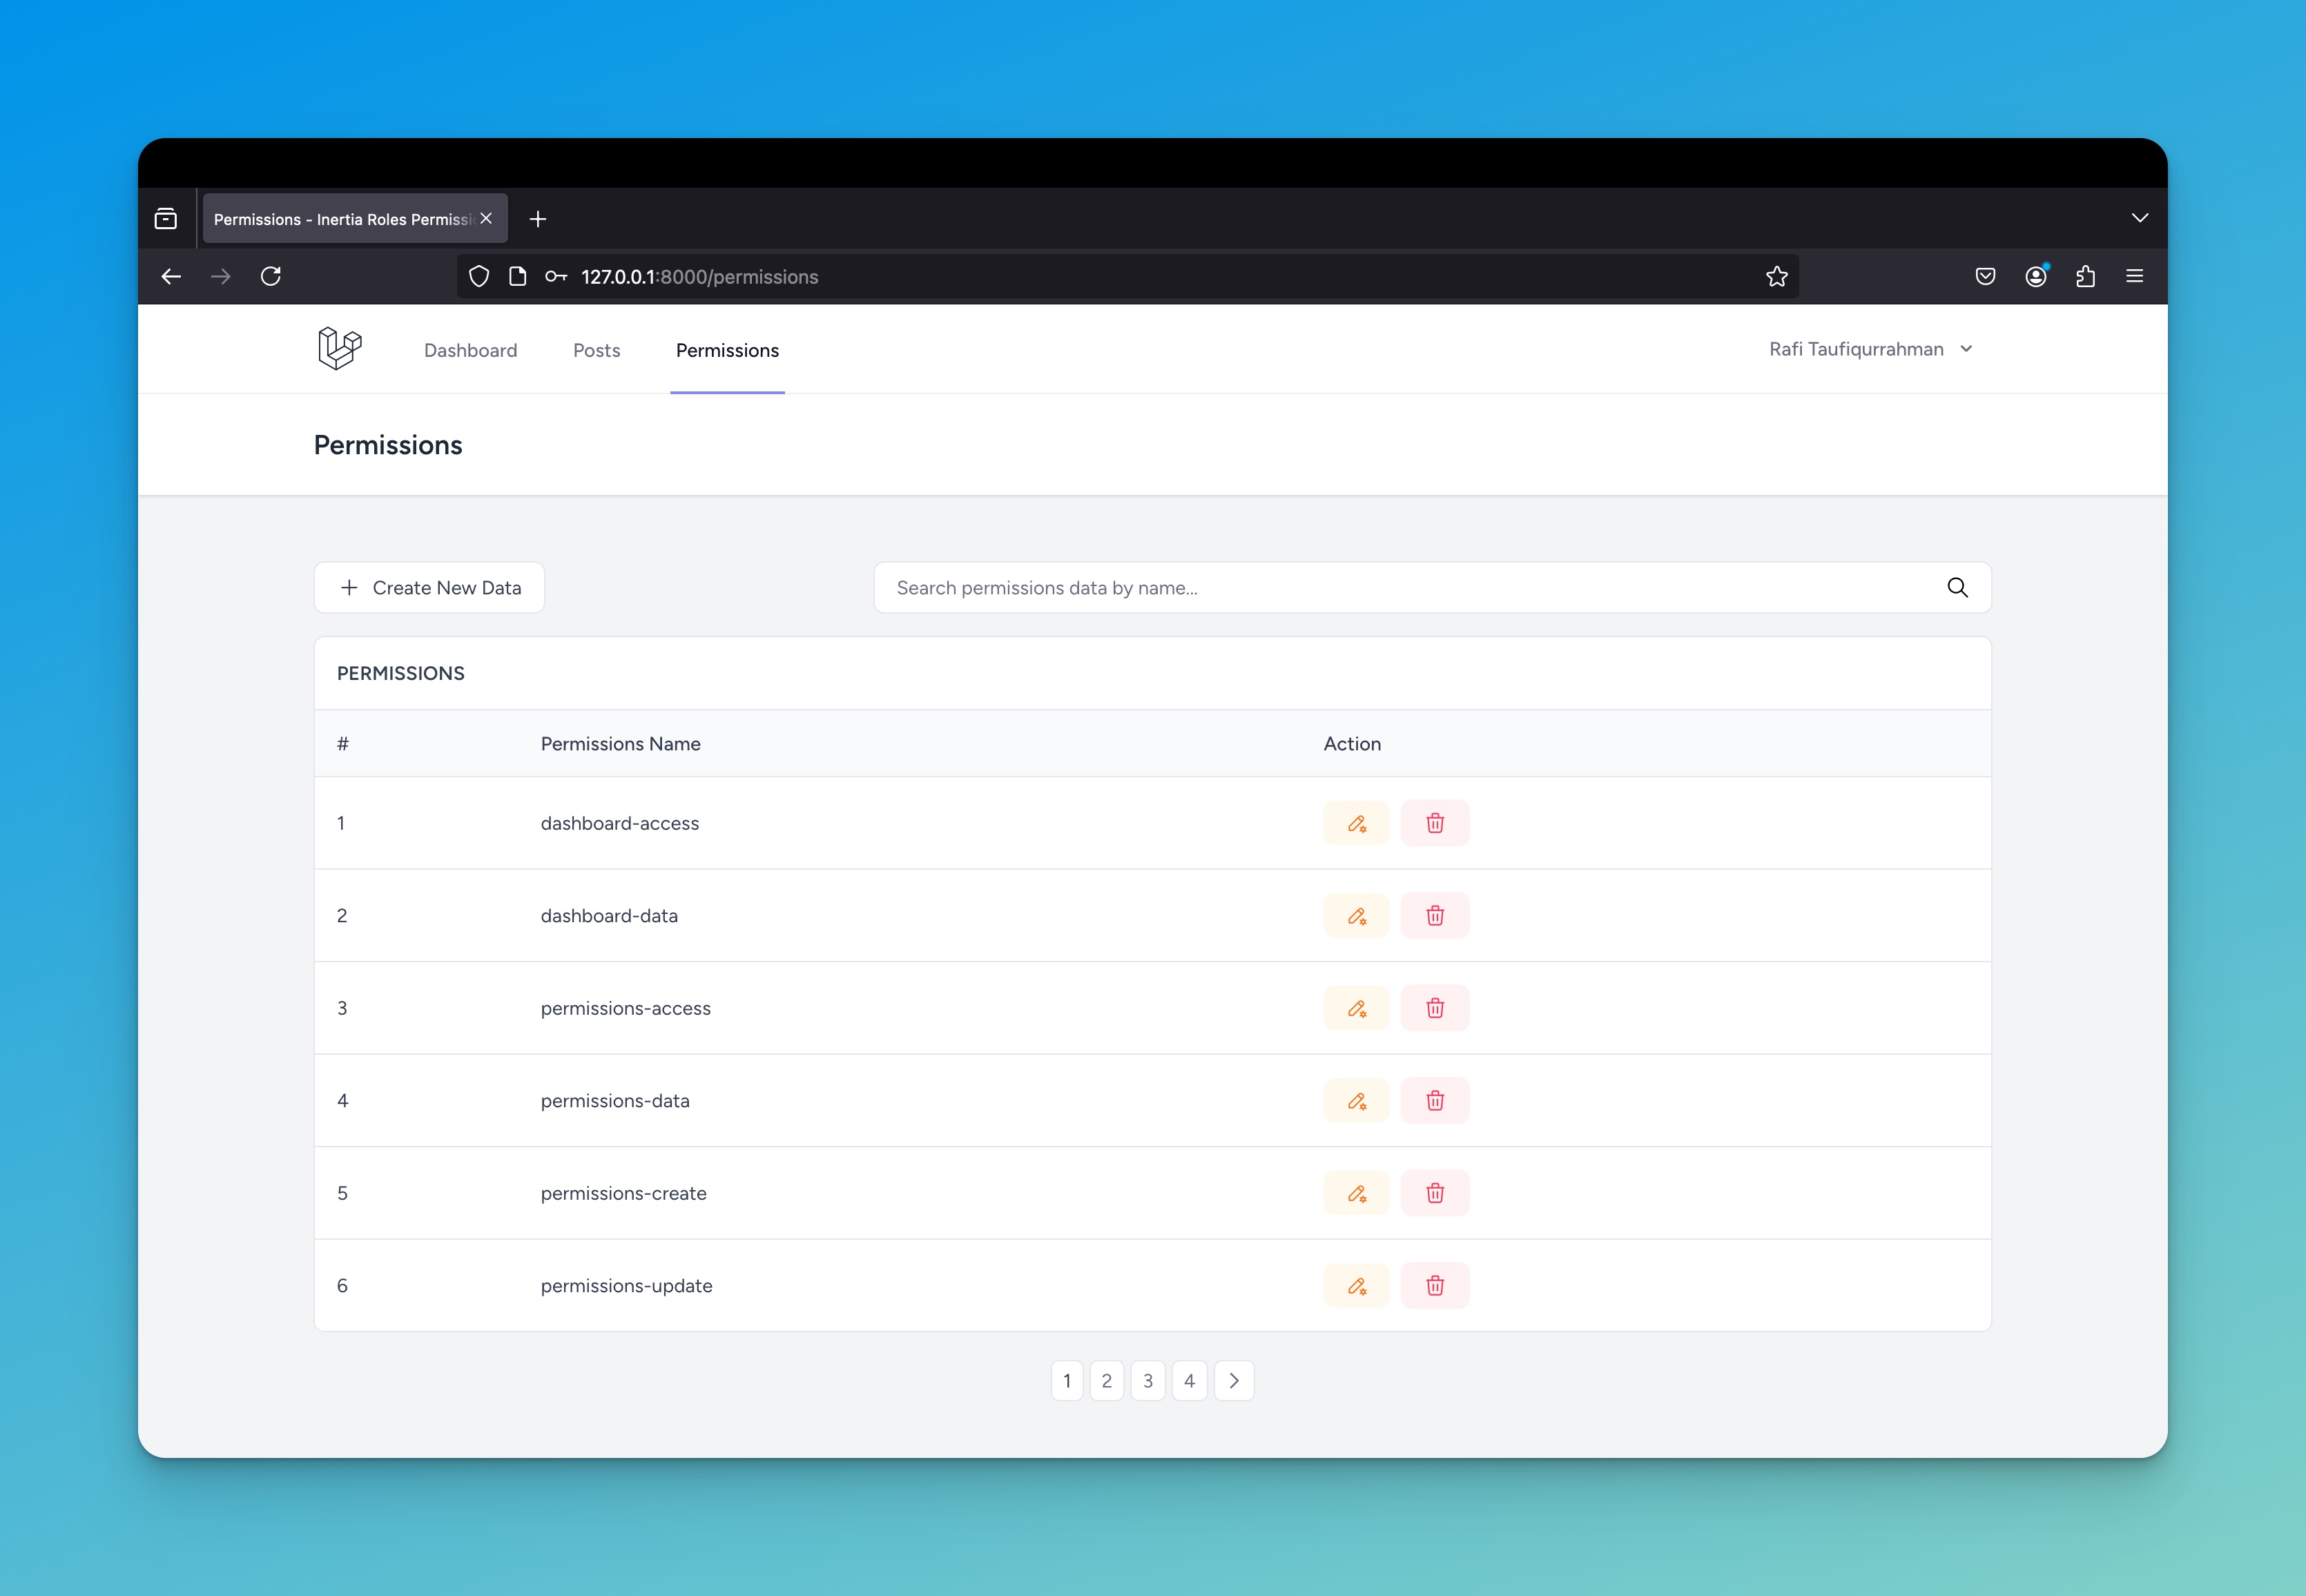 Permissions - Inertia Roles Permissi
127.0.0.1:8000/permissions
Dashboard Posts Permissions Rafi Taufiqurrahman
Permissions
Create New Data Search permissions data by name...
PERMISSIONS
# Permissions Name Action
1 dashboard-access
2 dashboard-data
3 permissions-access
4 permissions-data
5 permissions-create
6 permissions-update
1 2 3 4